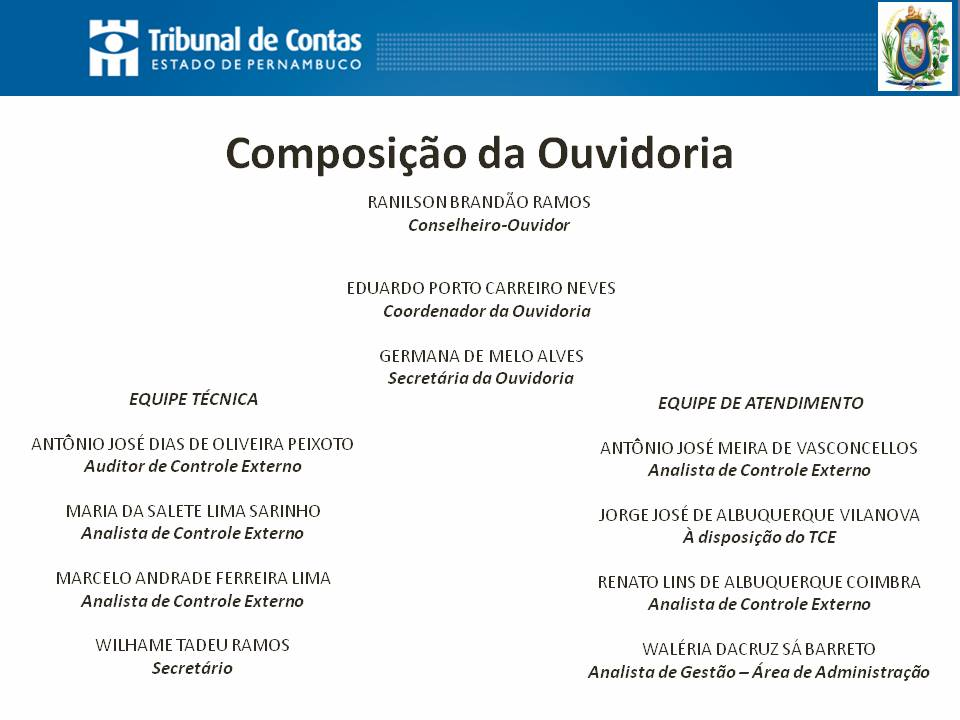 Tribunal de Contas
ESTADO DE PERNAMBUCO
Composição da Ouvidoria
RANILSON BRANDÃO RAMOS
Conselheiro-Ouvidor
EDUARDO PORTO CARREIRO NEVES
Coordenador da Ouvidoria
GERMANA DE MELO ALVES
Secretária da Ouvidoria
EQUIPE TÉCNICA
ANTÔNIO JOSÉ DIAS DE OLIVEIRA PEIXOTO
Auditor de Controle Externo
MARIA DA SALETE LIMA SARINHO
Analista de Controle Externo
MARCELO ANDRADE FERREIRA LIMA
Analista de Controle Externo
WILHAME TADEU RAMOS
Secretário
EQUIPE DE ATENDIMENTO
ANTÔNIO JOSÉ MEIRA DE VASCONCELLOS
Analista de Controle Externo
JORGE JOSÉ DE ALBUQUERQUE VILANOVA
À disposição do TCE
RENATO LINS DE ALBUQUERQUE COIMBRA
Analista de Controle Externo
WALÉRIA DACRUZ SÁ BARRETO
Analista de Gestão – Área de Administração